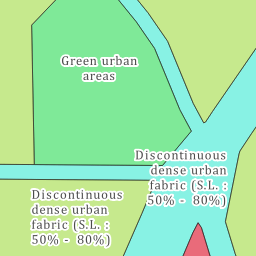 Green urban
areas
Discontinuous
dense urban
fabric (S.L. :
50% - 80%)
Discontinuous
dense urban
fabric (S.L. :
50% - 80%)